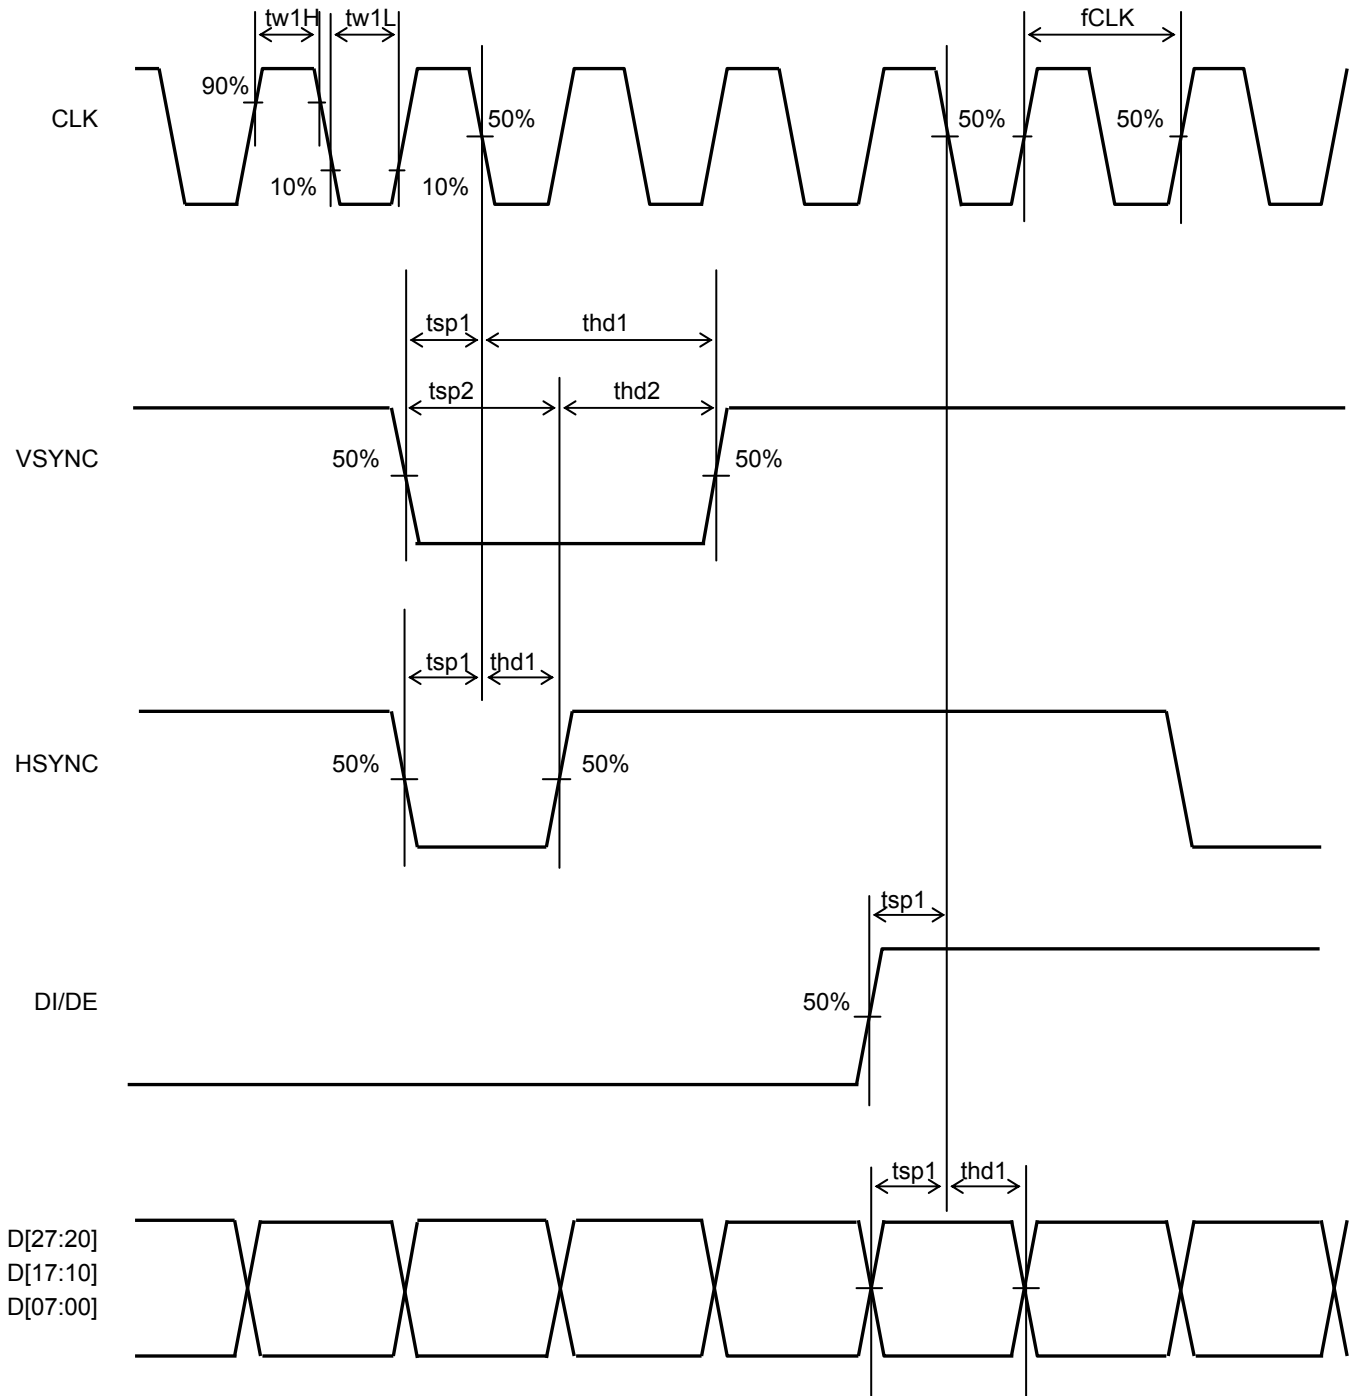 tw1H tw1L fCLK
90%
CLK 50% 50% 50%
10% 10%
tsp1 thd1
tsp2 thd2
VSYNC 50% 50%
tsp1 thd1
HSYNC 50% 50%
tsp1
DI/DE 50%
tsp1 thd1
D[27:20]
D[17:10]
D[07:00]